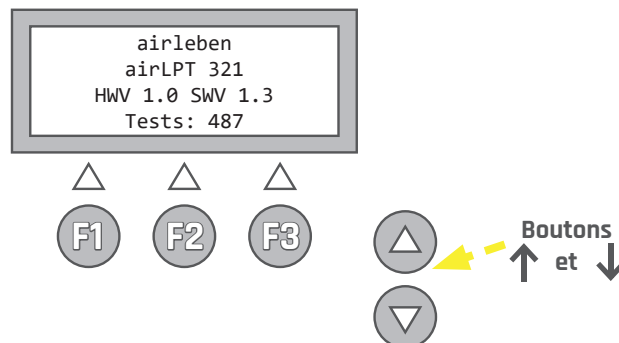 airleben
airLPT 321
HWV 1.0 SWV 1.3
Tests: 487
F1 F2 F3
Boutons
↑ et ↓